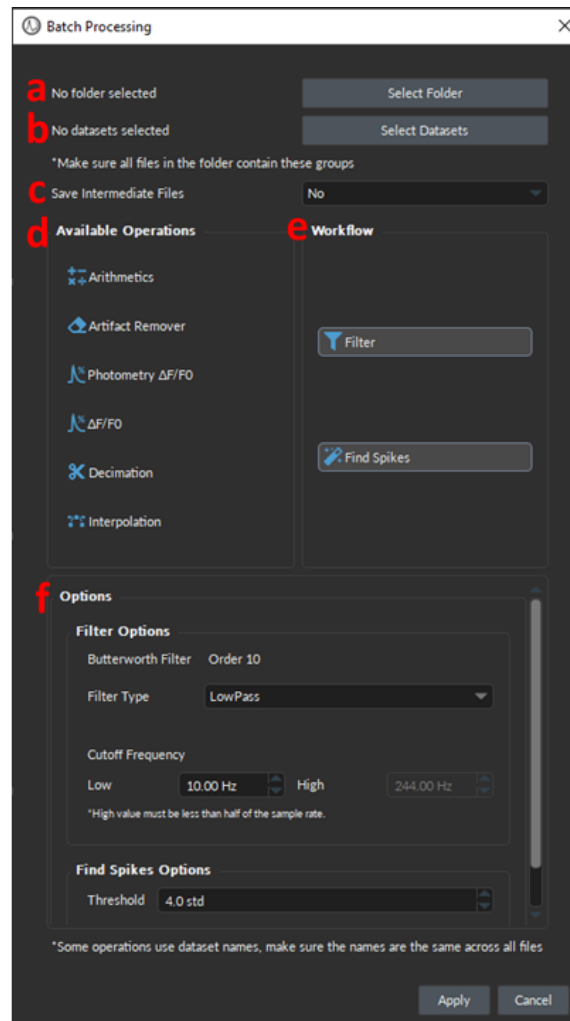 Batch Processing
a No folder selected Select Folder
b No datasets selected Select Datasets
*Make sure all files in the folder contain these groups
c Save Intermediate Files No
d Available Operations e Workflow
Arithmetics
Artifact Remover
Filter
Photometry ΔF/F0
ΔF/F0
Find Spikes
Decimation
Interpolation
f Options
Filter Options
Butterworth Filter Order 10
Filter Type LowPass
Cutoff Frequency
Low 10.00 Hz High 244.00 Hz
*High value must be less than half of the sample rate.
Find Spikes Options
Threshold 4.0 std
*Some operations use dataset names, make sure the names are the same across all files
Apply Cancel